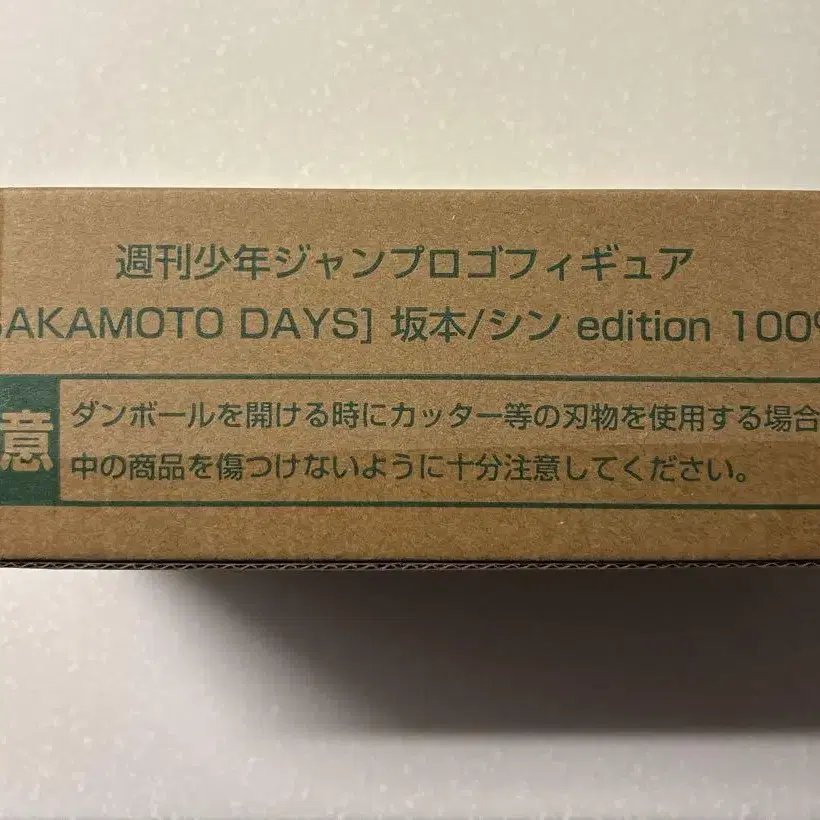 週刊少年ジャンプロゴフィギュア
SAKAMOTO DAYS] 坂本/シン edition 100%
意
ダンボールを開ける時にカッター等の刃物を使用する場合
中の商品を傷つけないように十分注意してください。